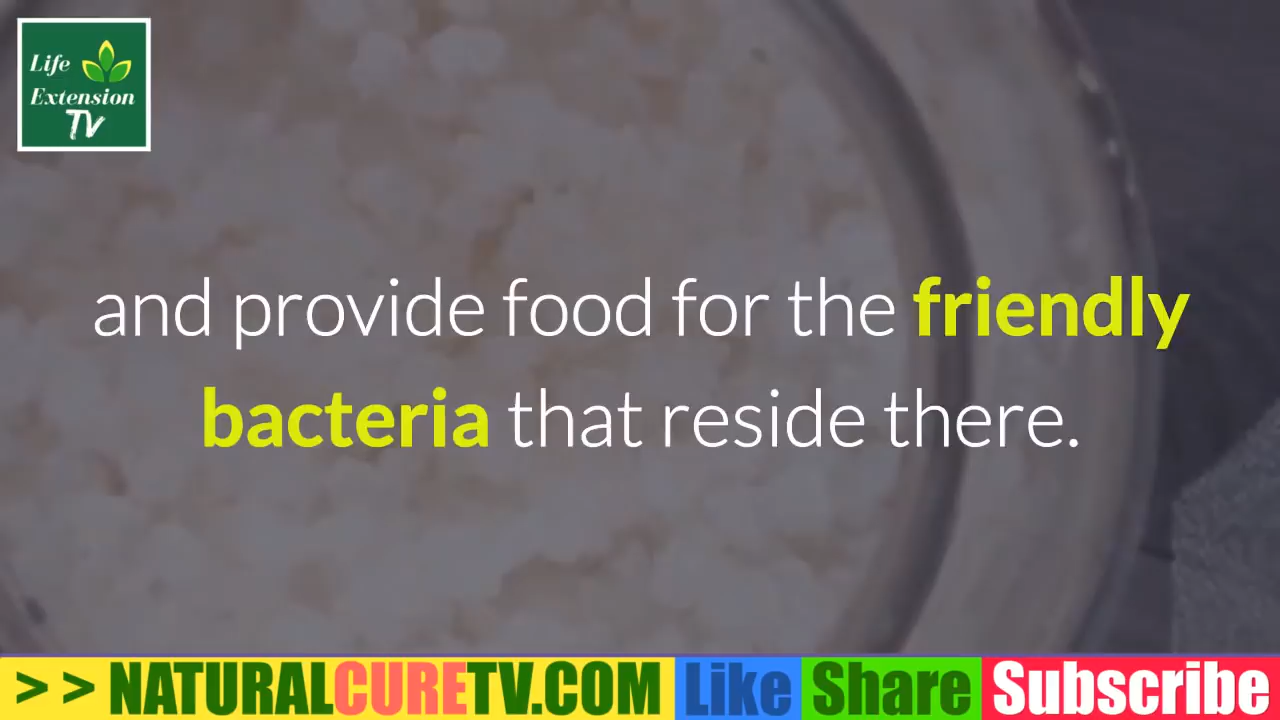 Life
Extension
TV
and provide food for the friendly
bacteria that reside there.
> > NATURALCURETV.COM Like Share Subscribe